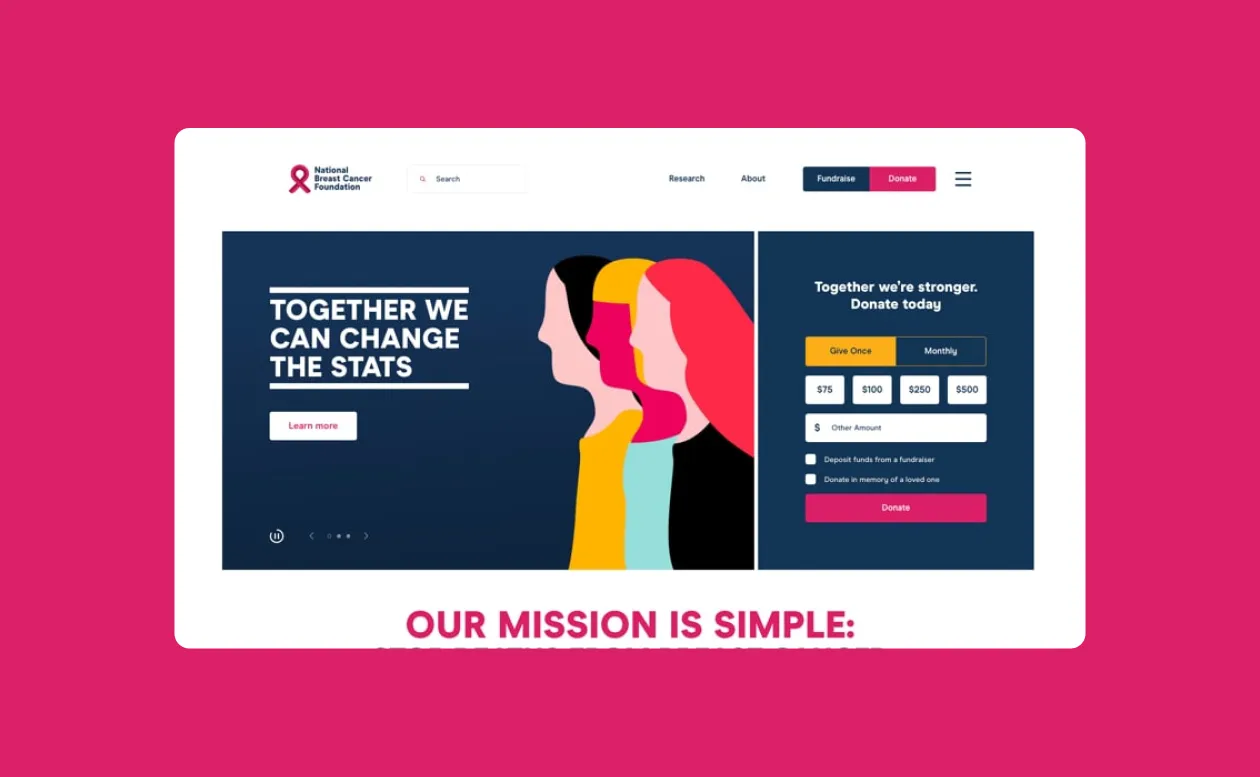 National
Breast Cancer
Foundation
Search
Research
About
Fundraise
Donate
TOGETHER WE
CAN CHANGE
THE STATS
Learn more
Together we're stronger.
Donate today
Give Once
Monthly
$75
$100
$250
$500
$ Other Amount
Deposit funds from a fundraiser
Donate in memory of a loved one
Donate
OUR MISSION IS SIMPLE: